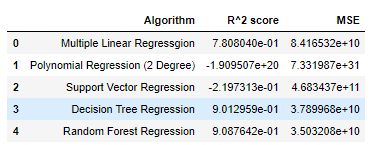 Algorithm R^2 score MSE
0 Multiple Linear Regressgion 7.808040e-01 8.416532e+10
1 Polynomial Regression (2 Degree) -1.909507e+20 7.331987e+31
2 Support Vector Regression -2.197313e-01 4.683437e+11
3 Decision Tree Regression 9.012959e-01 3.789968e+10
4 Random Forest Regression 9.087642e-01 3.503208e+10